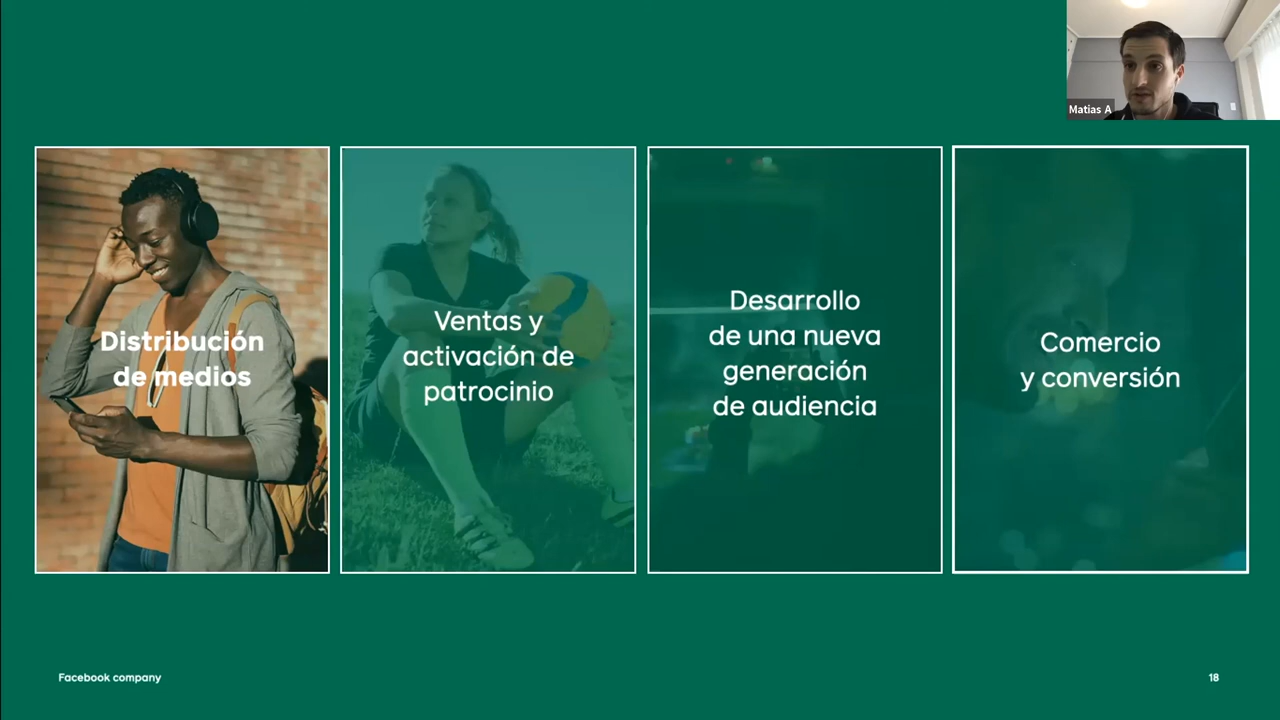 Matias A
Distribución
de medios
Ventas y
activación de
patrocinio
Desarrollo
de una nueva
generación
de audiencia
Comercio
y conversión
Facebook company
18